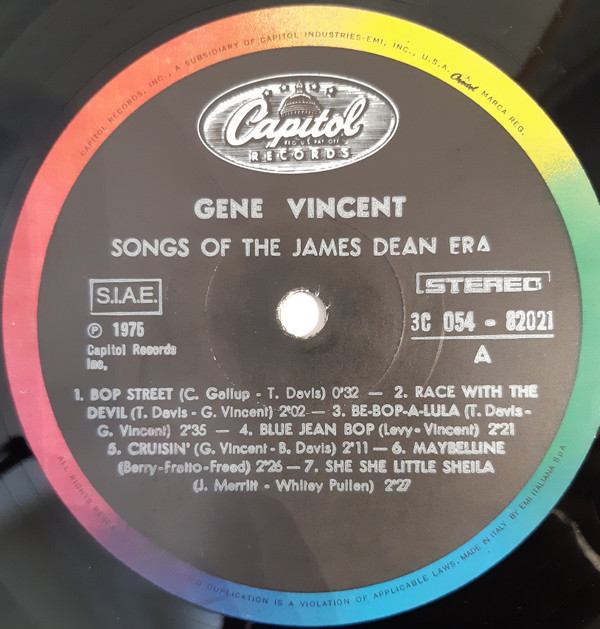 CAPITOL RECORDS, INC., A SUBSIDIARY OF CAPITOL INDUSTRIES-EMI, INC., U.S.A. Capitol MARCA REG.
Capitol
RECORDS
GENE VINCENT
SONGS OF THE JAMES DEAN ERA
S.I.A.E.
STEREO
℗ 1975
3C 054 - 82021
Capitol Records
Inc.
A
1. BOP STREET (C. Gallup - T. Davis) 0'32 — 2. RACE WITH THE
DEVIL (T. Davis - G. Vincent) 2'02 — 3. BE-BOP-A-LULA (T. Davis -
G. Vincent) 2'35 — 4. BLUE JEAN BOP (Levy - Vincent) 2'21
5. CRUISIN' (G. Vincent - B. Davis) 2'11 — 6. MAYBELLINE
(Berry-Fratto-Freed) 2'26 — 7. SHE SHE LITTLE SHEILA
(J. Merritt - Whitey Pullen) 2'27
ALL RIGHTS DUPLICATION IS A VIOLATION OF APPLICABLE LAWS. MADE IN ITALY BY EMI ITALIANA SpA